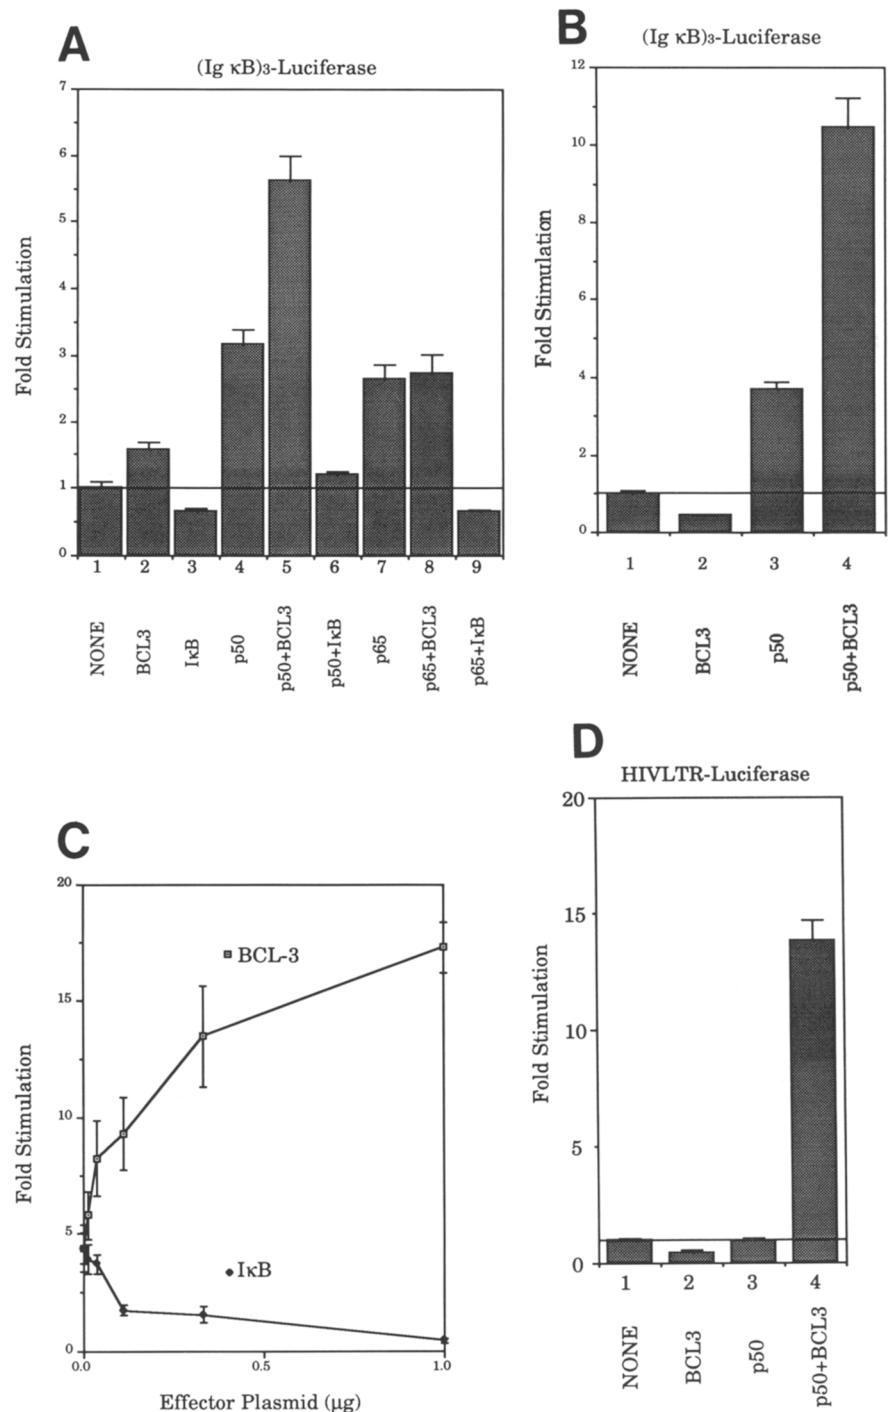 A
(Ig κB)₃-Luciferase
Fold Stimulation
7
6
5
4
3
2
1
0
1 2 3 4 5 6 7 8 9
NONE
BCL3
IκB
p50
p50+BCL3
p50+IκB
p65
p65+BCL3
p65+IκB
B
(Ig κB)₃-Luciferase
Fold Stimulation
12
10
8
6
4
2
0
1 2 3 4
NONE
BCL3
p50
p50+BCL3
C
Fold Stimulation
20
15
10
5
0
BCL-3
IκB
0.0 0.5 1.0
Effector Plasmid (µg)
D
HIVLTR-Luciferase
Fold Stimulation
20
15
10
5
0
1 2 3 4
NONE
BCL3
p50
p50+BCL3